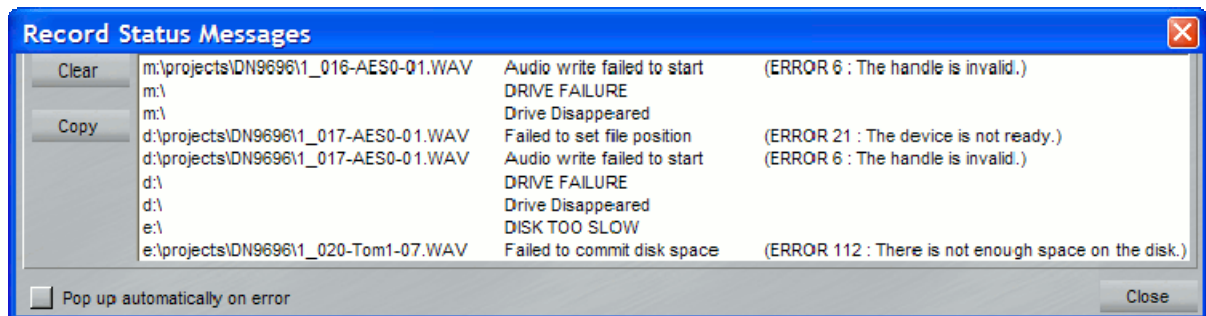 Record Status Messages
Clear
Copy
m:\projects\DN9696\1_016-AES0-01.WAV Audio write failed to start (ERROR 6 : The handle is invalid.)
m:\ DRIVE FAILURE
m:\ Drive Disappeared
d:\projects\DN9696\1_017-AES0-01.WAV Failed to set file position (ERROR 21 : The device is not ready.)
d:\projects\DN9696\1_017-AES0-01.WAV Audio write failed to start (ERROR 6 : The handle is invalid.)
d:\ DRIVE FAILURE
d:\ Drive Disappeared
e:\ DISK TOO SLOW
e:\projects\DN9696\1_020-Tom1-07.WAV Failed to commit disk space (ERROR 112 : There is not enough space on the disk.)
Pop up automatically on error
Close